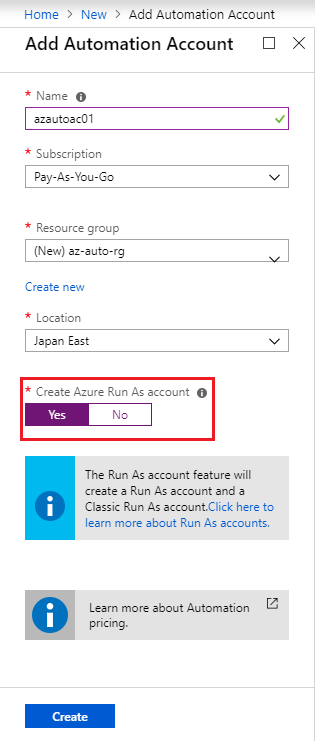 Home > New > Add Automation Account
Add Automation Account
* Name
azautoac01
* Subscription
Pay-As-You-Go
* Resource group
(New) az-auto-rg
Create new
* Location
Japan East
* Create Azure Run As account
Yes No
The Run As account feature will
create a Run As account and a
Classic Run As account.Click here to
learn more about Run As accounts.
Learn more about Automation
pricing.
Create